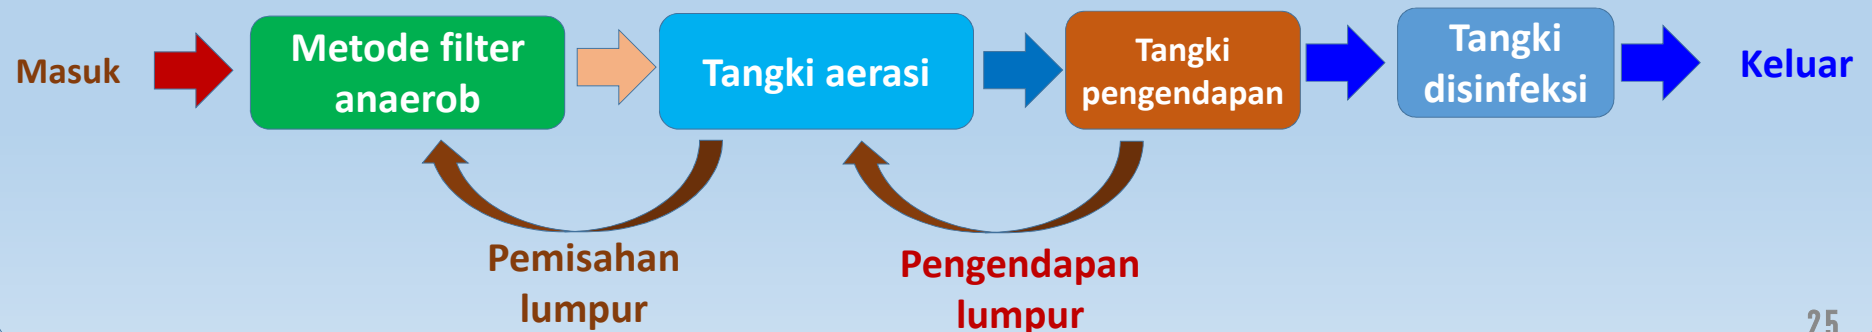 Masuk
Metode filter
anaerob
Tangki aerasi
Tangki
pengendapan
Tangki
disinfeksi
Keluar
Pemisahan
lumpur
Pengendapan
lumpur
25